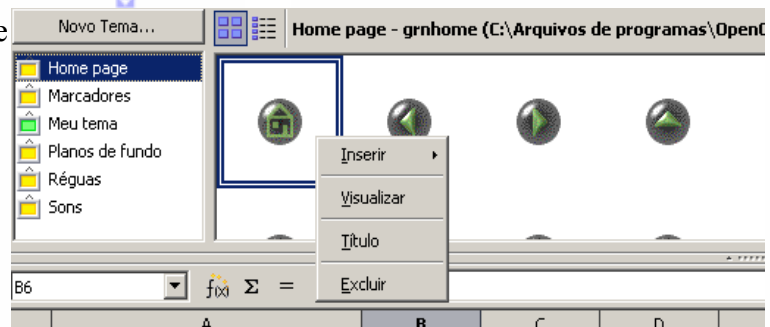 e
Novo Tema...
Home page - grnhome (C:\Arquivos de programas\OpenO
Home page
Marcadores
Meu tema
Planos de fundo
Réguas
Sons
Inserir
Visualizar
Título
Excluir
B6
f(x) Σ =
A B C D